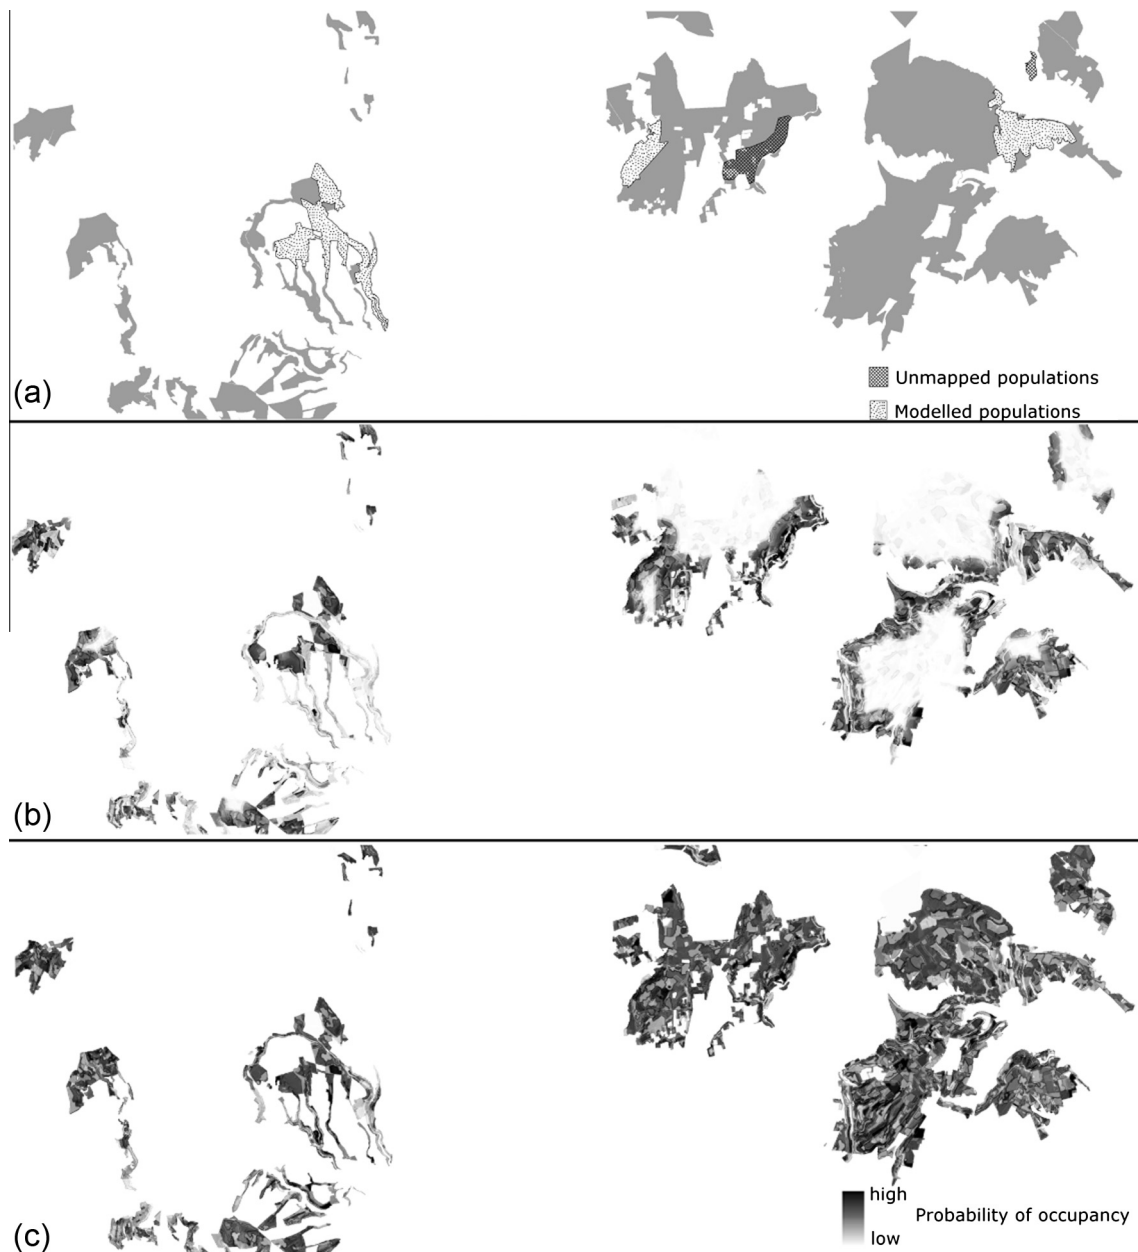 Unmapped populations
(a)
Modelled populations
(b)
high
Probability of occupancy
low
(c)